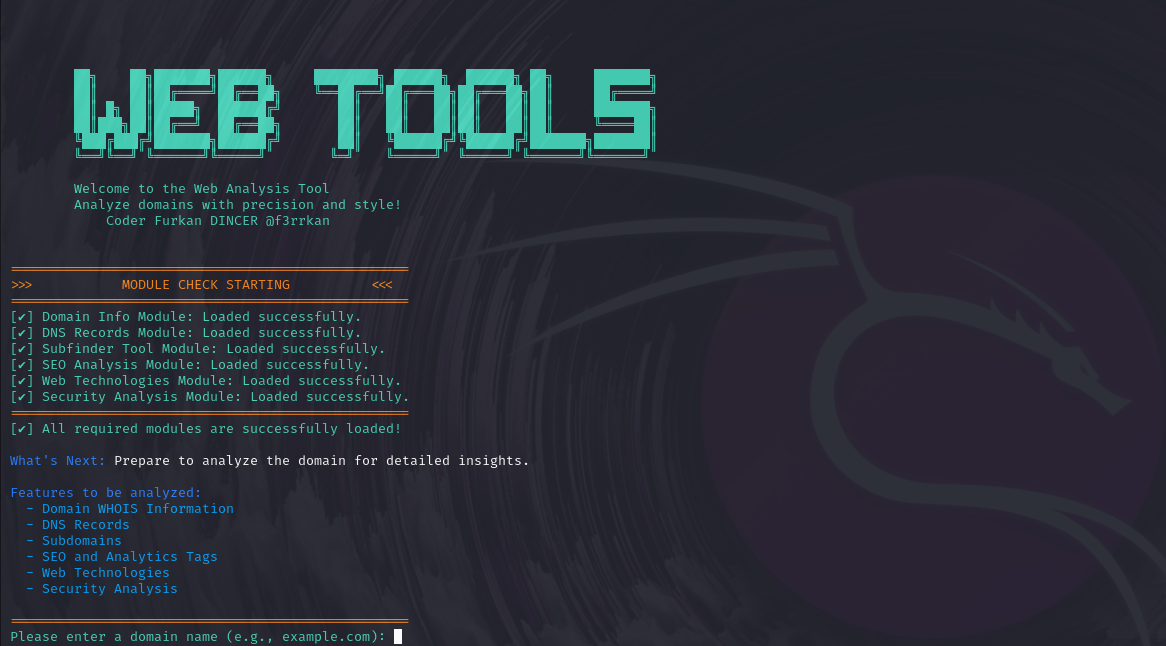 WEB TOOLS
Welcome to the Web Analysis Tool
Analyze domains with precision and style!
Coder Furkan DINCER @f3rrkan
>>> MODULE CHECK STARTING <<<
[✔] Domain Info Module: Loaded successfully.
[✔] DNS Records Module: Loaded successfully.
[✔] Subfinder Tool Module: Loaded successfully.
[✔] SEO Analysis Module: Loaded successfully.
[✔] Web Technologies Module: Loaded successfully.
[✔] Security Analysis Module: Loaded successfully.
[✔] All required modules are successfully loaded!
What's Next: Prepare to analyze the domain for detailed insights.
Features to be analyzed:
- Domain WHOIS Information
- DNS Records
- Subdomains
- SEO and Analytics Tags
- Web Technologies
- Security Analysis
Please enter a domain name (e.g., example.com):